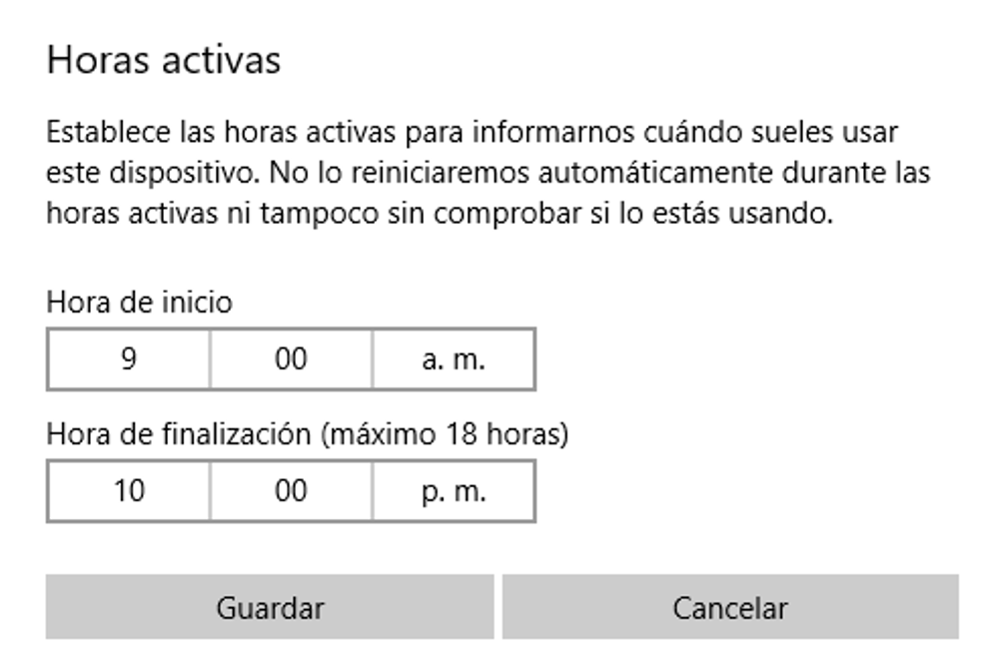 Horas activas
Establece las horas activas para informarnos cuándo sueles usar
este dispositivo. No lo reiniciaremos automáticamente durante las
horas activas ni tampoco sin comprobar si lo estás usando.
Hora de inicio
9 00 a. m.
Hora de finalización (máximo 18 horas)
10 00 p. m.
Guardar Cancelar